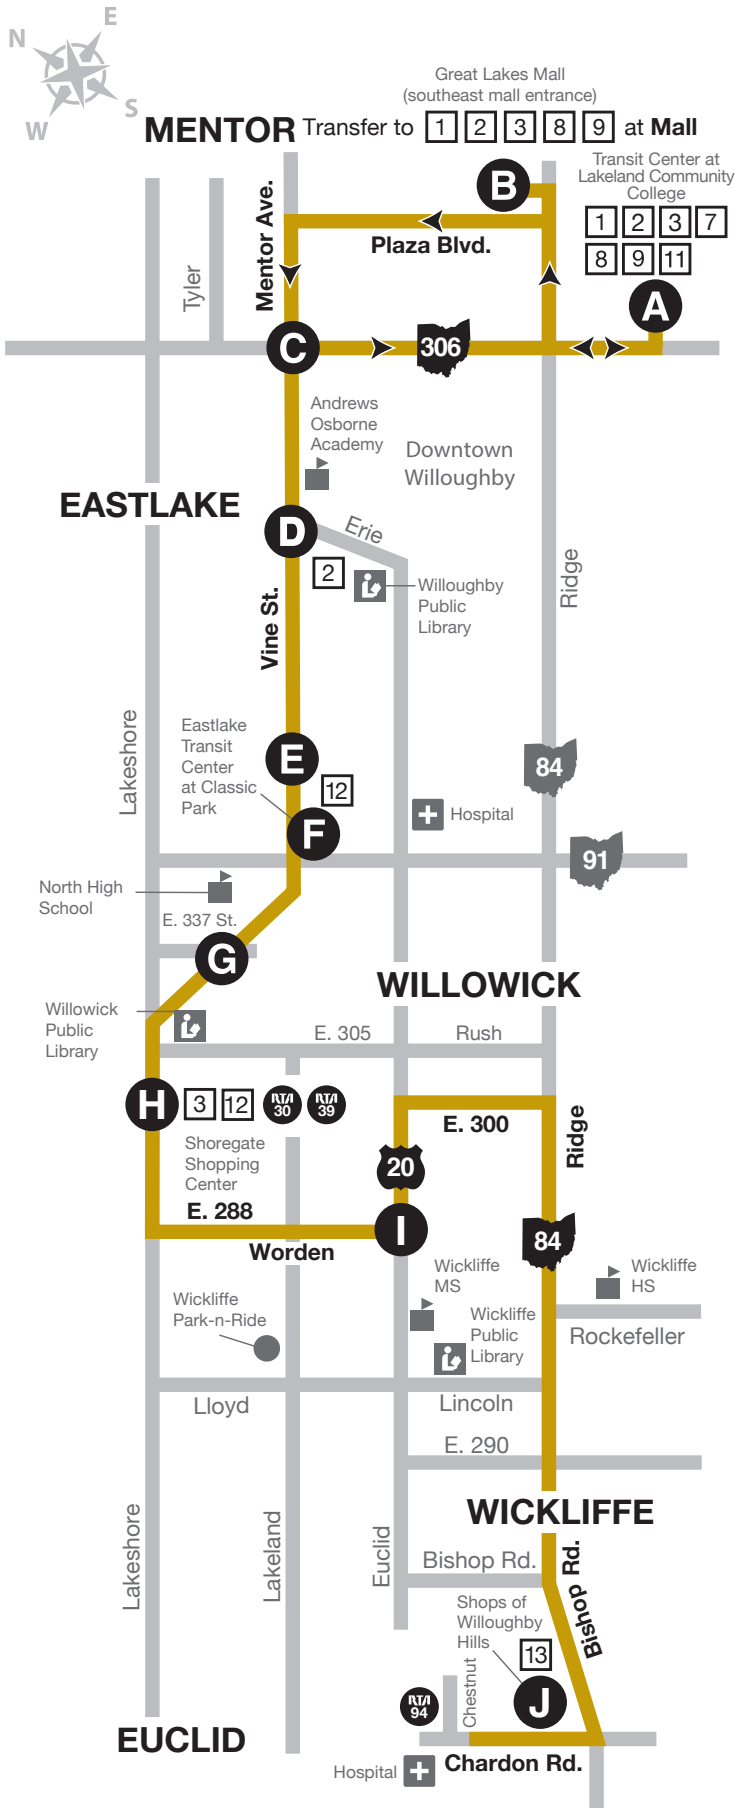 E
N
S
W
Great Lakes Mall
(southeast mall entrance)
MENTOR Transfer to 1 2 3 8 9 at Mall
Transit Center at
Lakeland Community
College
1 2 3 7
8 9 11
B
Mentor Ave.
Plaza Blvd.
Tyler
A
C
306
Andrews
Osborne
Academy
Downtown
Willoughby
EASTLAKE
D
Erie
2
Willoughby
Public
Library
Ridge
Vine St.
Lakeshore
Eastlake
Transit
Center
at Classic
Park
E
12
F
84
Hospital
91
North High
School
E. 337 St.
G
WILLOWICK
Willowick
Public
Library
E. 305
Rush
H
3 12
RTA
30
RTA
39
E. 300
Ridge
Shoregate
Shopping
Center
20
E. 288
I
Worden
84
Wickliffe
MS
Wickliffe
HS
Wickliffe
Park-n-Ride
Wickliffe
Public
Library
Rockefeller
Lloyd
Lincoln
E. 290
WICKLIFFE
Lakeshore
Lakeland
Euclid
Bishop Rd.
Bishop Rd.
Shops of
Willoughby
Hills
13
Chestnut
J
RTA
94
EUCLID
Chardon Rd.
Hospital